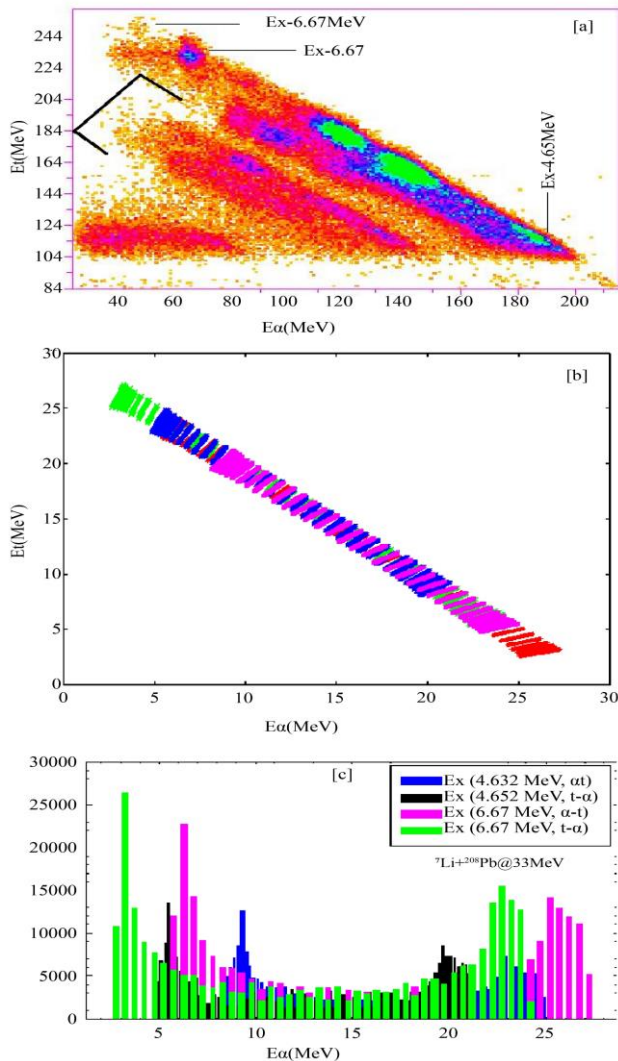 [a]
Ex-6.67MeV
Ex-6.67
Ex-4.65MeV
Et(MeV)
244
224
204
184
164
144
124
104
84
40 60 80 100 120 140 160 180 200
Eα(MeV)
[b]
Et(MeV)
30
25
20
15
10
5
0
0 5 10 15 20 25 30
Eα(MeV)
[c]
30000
25000
20000
15000
10000
5000
0
Ex (4.632 MeV, αt)
Ex (4.652 MeV, t-α)
Ex (6.67 MeV, α-t)
Ex (6.67 MeV, t-α)
⁷Li+²⁰⁸Pb@33MeV
5 10 15 20 25
Eα(MeV)